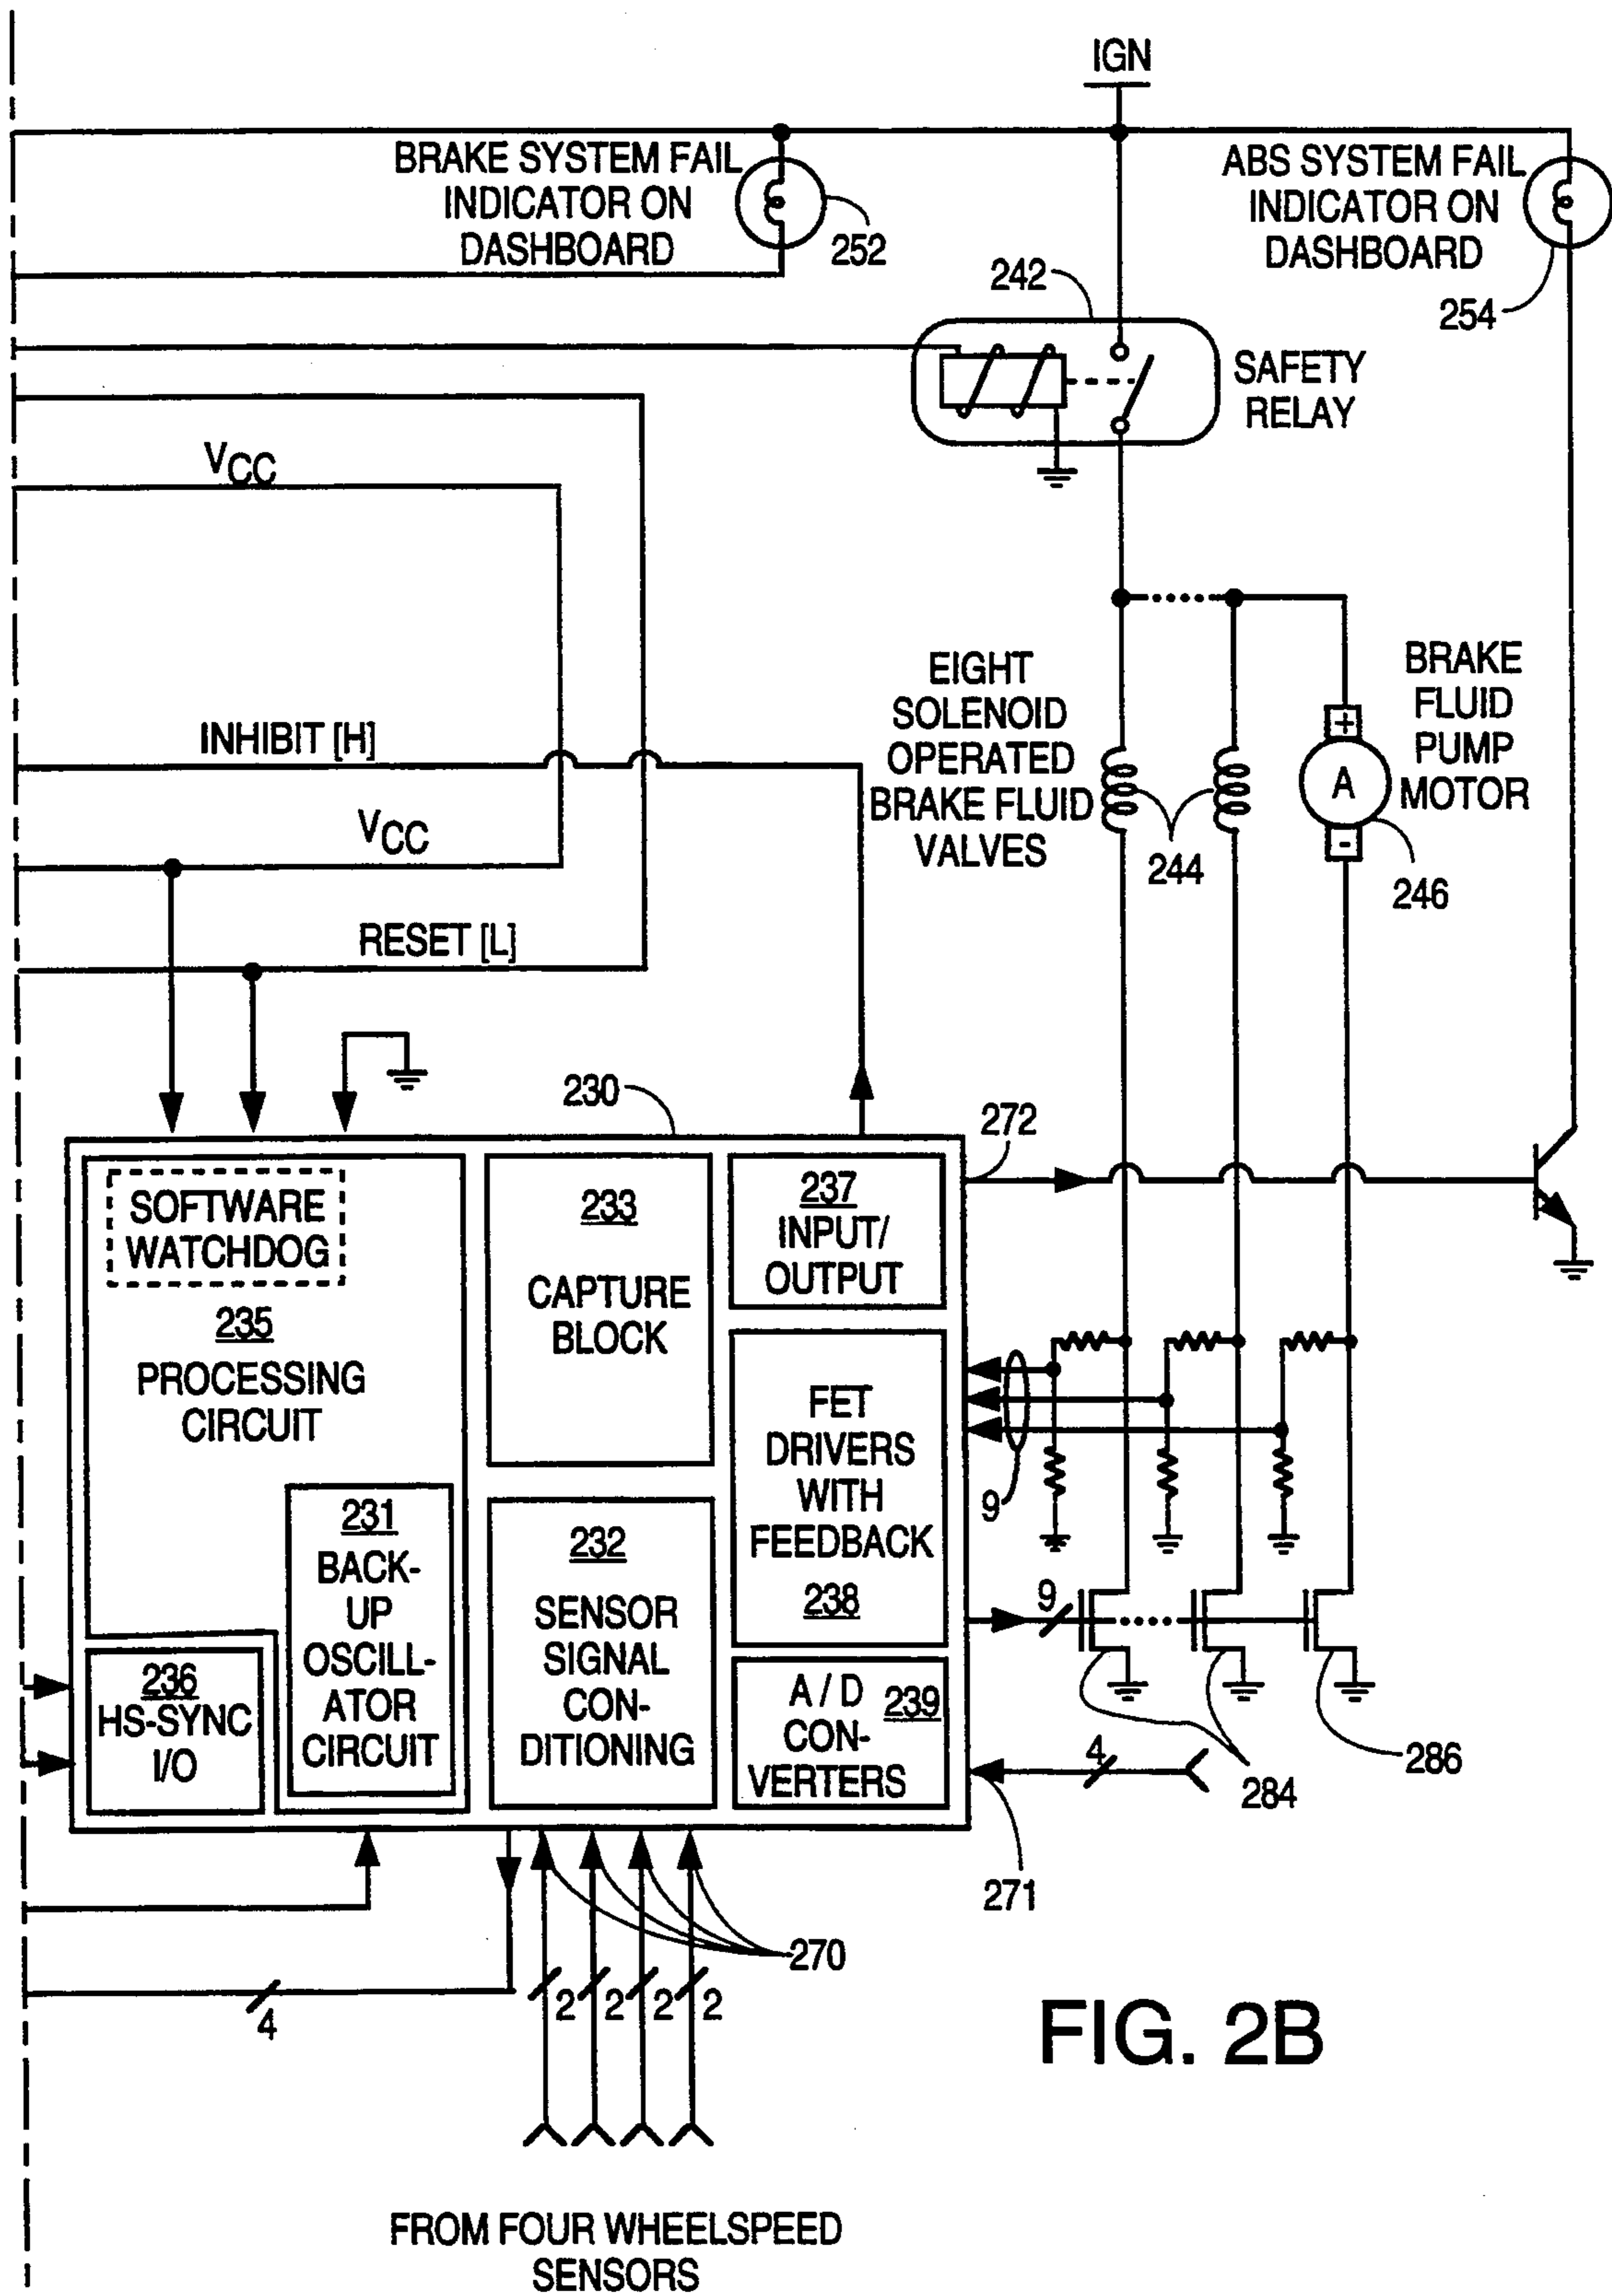 IGN
BRAKE SYSTEM FAIL
INDICATOR ON
DASHBOARD
252
ABS SYSTEM FAIL
INDICATOR ON
DASHBOARD
254
242
SAFETY
RELAY
VCC
INHIBIT [H]
VCC
RESET [L]
EIGHT
SOLENOID
OPERATED
BRAKE FLUID
VALVES
244
+
A
-
BRAKE
FLUID
PUMP
MOTOR
246
230
272
SOFTWARE
WATCHDOG
235
PROCESSING
CIRCUIT
231
BACK-
UP
OSCILL-
ATOR
CIRCUIT
236
HS-SYNC
I/O
233
CAPTURE
BLOCK
232
SENSOR
SIGNAL
CON-
DITIONING
237
INPUT/
OUTPUT
FET
DRIVERS
WITH
FEEDBACK
238
A / D
CON-
VERTERS
239
9
9
284
286
4
271
270
4
2
2
2
2
FIG. 2B
FROM FOUR WHEELSPEED
SENSORS